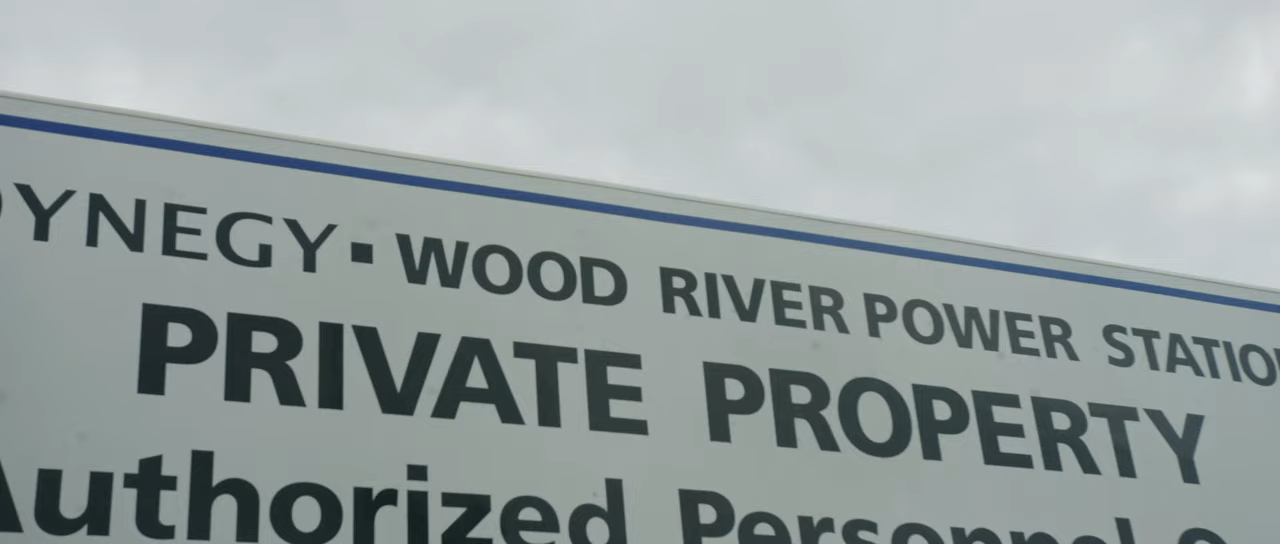 DYNEGY▪WOOD RIVER POWER STATION
PRIVATE PROPERTY
Authorized Personnel